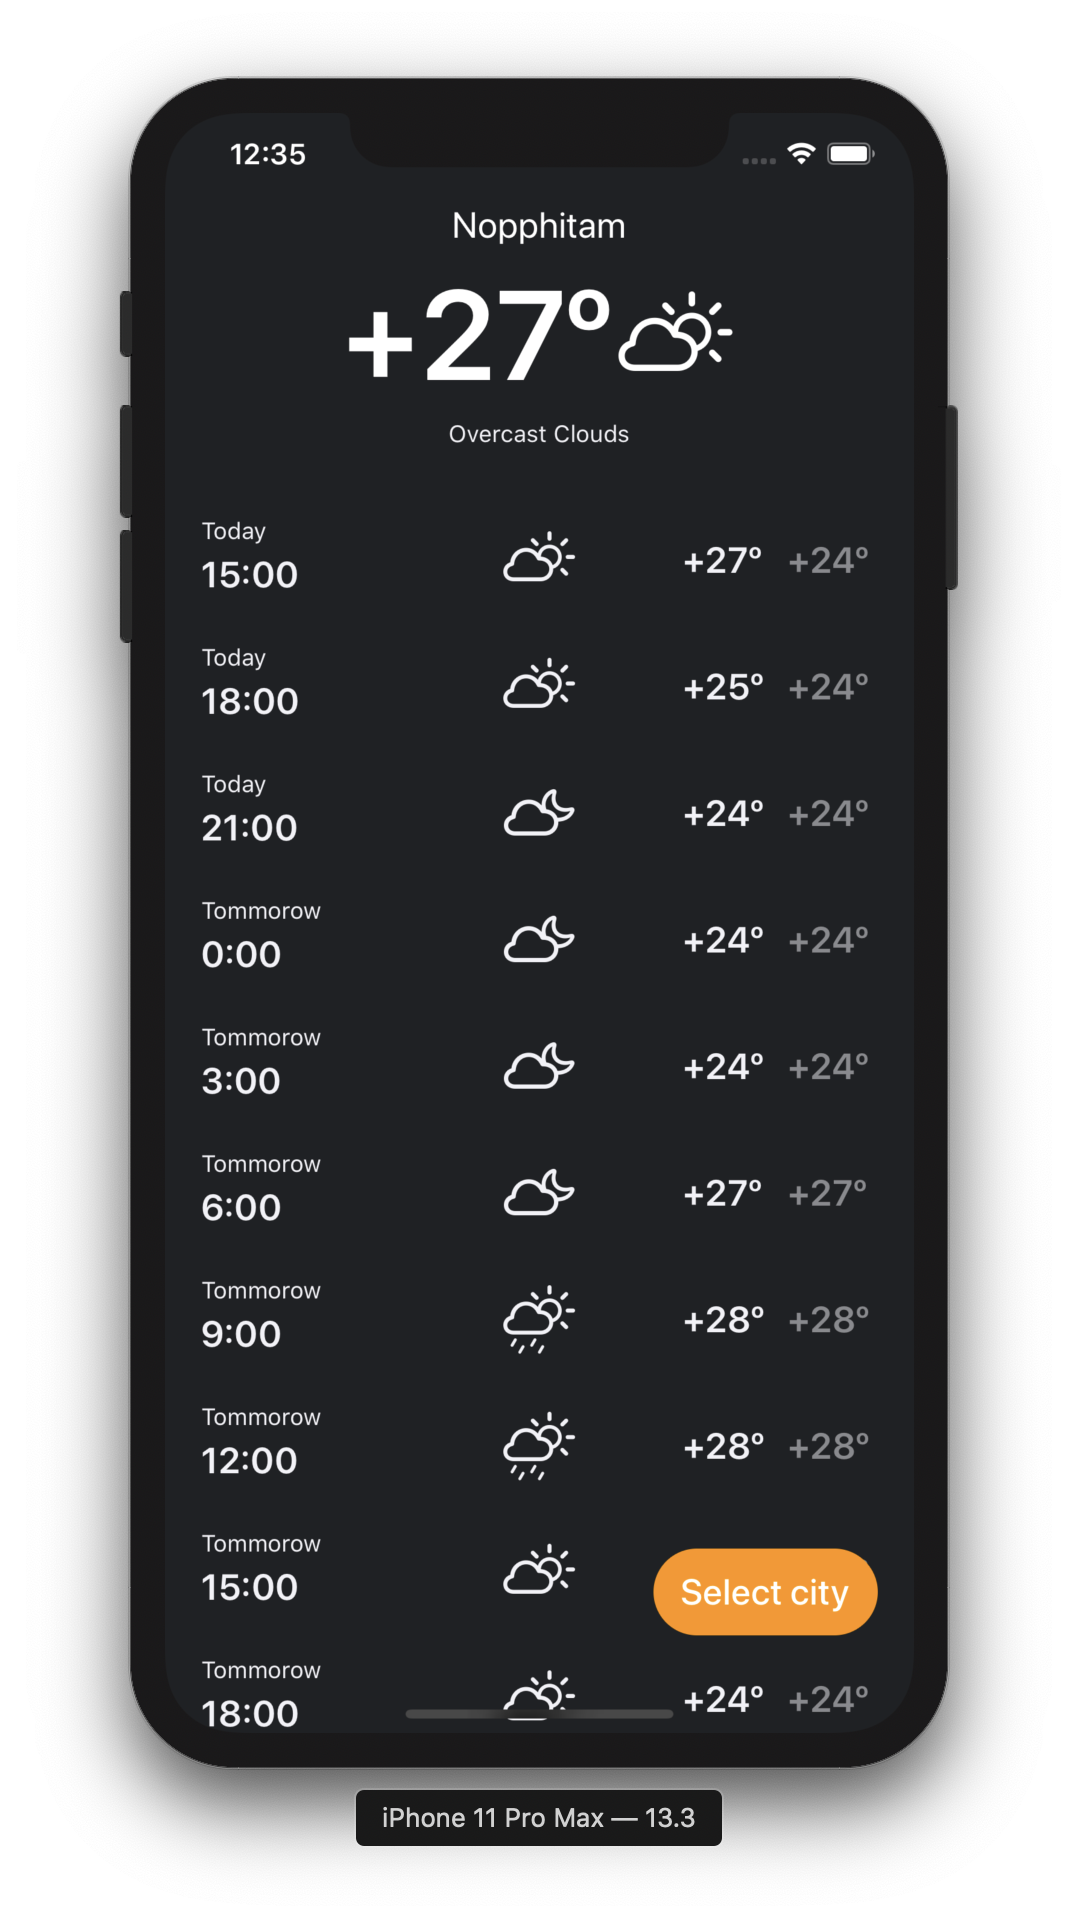 12:35
Nopphitam
+27°
Overcast Clouds
Today
15:00
+27° +24°
Today
18:00
+25° +24°
Today
21:00
+24° +24°
Tommorow
0:00
+24° +24°
Tommorow
3:00
+24° +24°
Tommorow
6:00
+27° +27°
Tommorow
9:00
+28° +28°
Tommorow
12:00
+28° +28°
Tommorow
15:00
Select city
Tommorow
18:00
+24° +24°
iPhone 11 Pro Max — 13.3